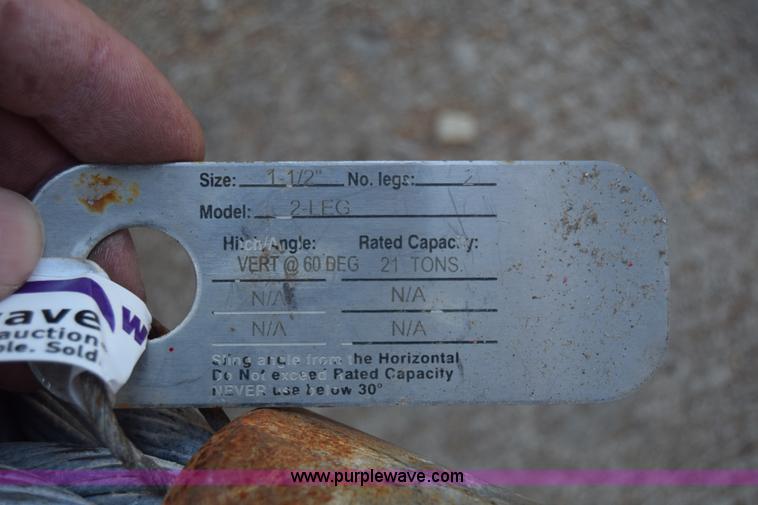 Size: 1-1/2" No. legs: 2
Model: 2-LEG
Hitch/Angle: Rated Capacity:
VERT @ 60 DEG 21 TONS.
N/A N/A
N/A N/A
Sling angle from the Horizontal
Do Not exceed Rated Capacity
NEVER use below 30°
wave w
auction
ple. Sold.
www.purplewave.com